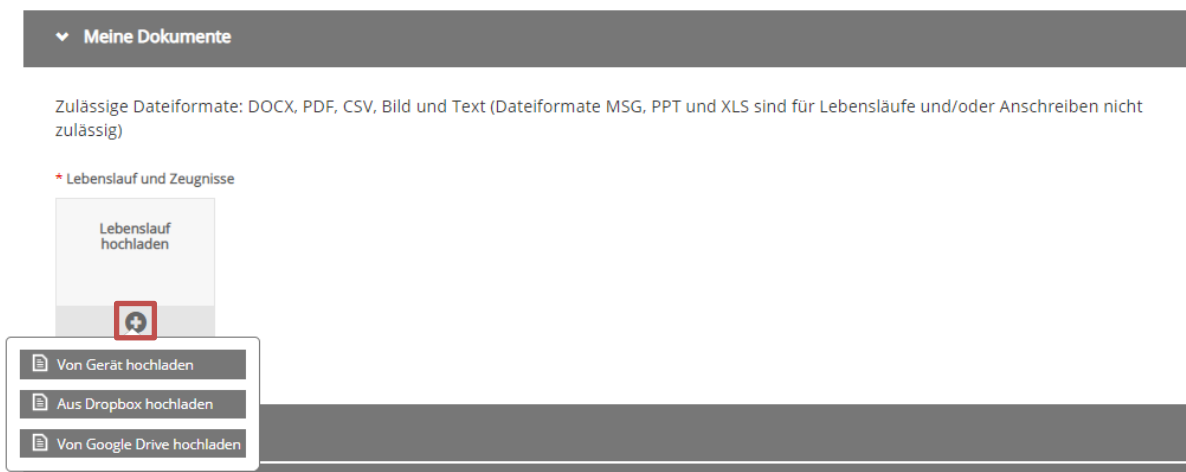 Meine Dokumente
Zulässige Dateiformate: DOCX, PDF, CSV, Bild und Text (Dateiformate MSG, PPT und XLS sind für Lebensläufe und/oder Anschreiben nicht
zulässig)
* Lebenslauf und Zeugnisse
Lebenslauf
hochladen
Von Gerät hochladen
Aus Dropbox hochladen
Von Google Drive hochladen